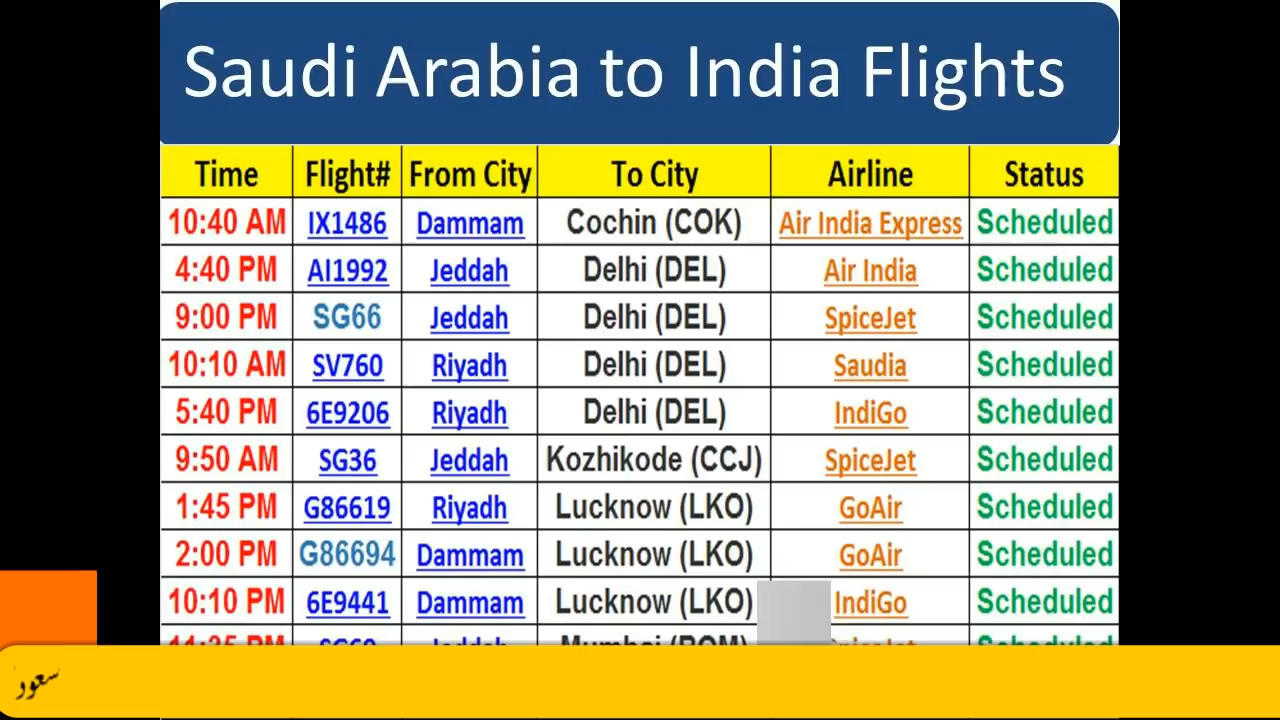 Saudi Arabia to India Flights
Time Flight# From City To City Airline Status
10:40 AM IX1486 Dammam Cochin (COK) Air India Express Scheduled
4:40 PM AI1992 Jeddah Delhi (DEL) Air India Scheduled
9:00 PM SG66 Jeddah Delhi (DEL) SpiceJet Scheduled
10:10 AM SV760 Riyadh Delhi (DEL) Saudia Scheduled
5:40 PM 6E9206 Riyadh Delhi (DEL) IndiGo Scheduled
9:50 AM SG36 Jeddah Kozhikode (CCJ) SpiceJet Scheduled
1:45 PM G86619 Riyadh Lucknow (LKO) GoAir Scheduled
2:00 PM G86694 Dammam Lucknow (LKO) GoAir Scheduled
10:10 PM 6E9441 Dammam Lucknow (LKO) IndiGo Scheduled
Jeddah Mumbai (BOM) SpiceJet Scheduled
سعود